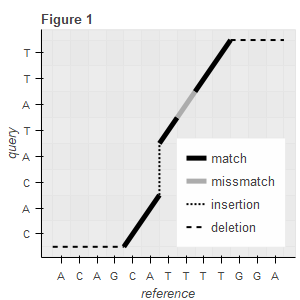 Figure 1
T
T
A
T
A
C
A
C
query
match
missmatch
insertion
deletion
A C A G C A T T T T G G A
reference